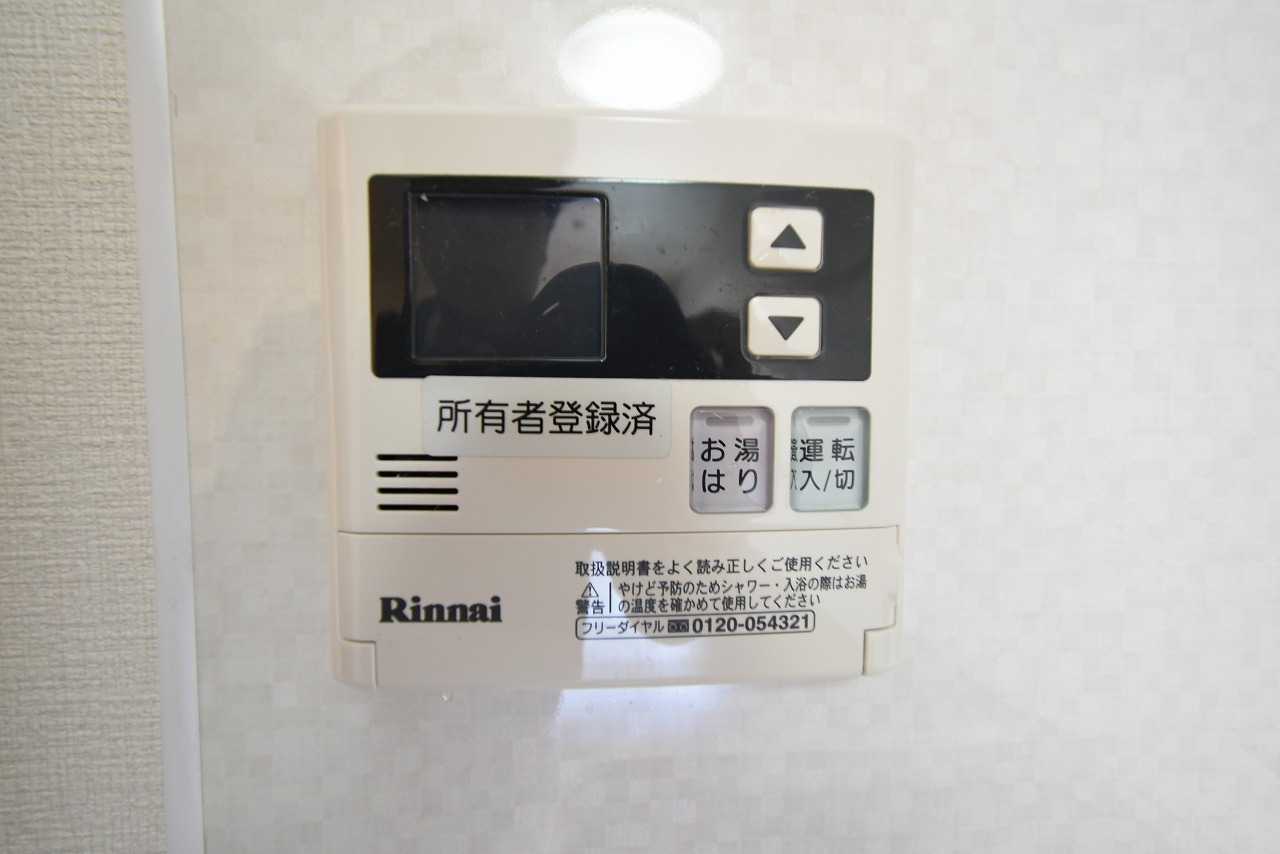 所有者登録済
お湯
はり
運転
入/切
取扱説明書をよく読み正しくご使用ください
警告
やけど予防のためシャワー・入浴の際はお湯
の温度を確かめて使用してください
Rinnai
フリーダイヤル 0120-054321